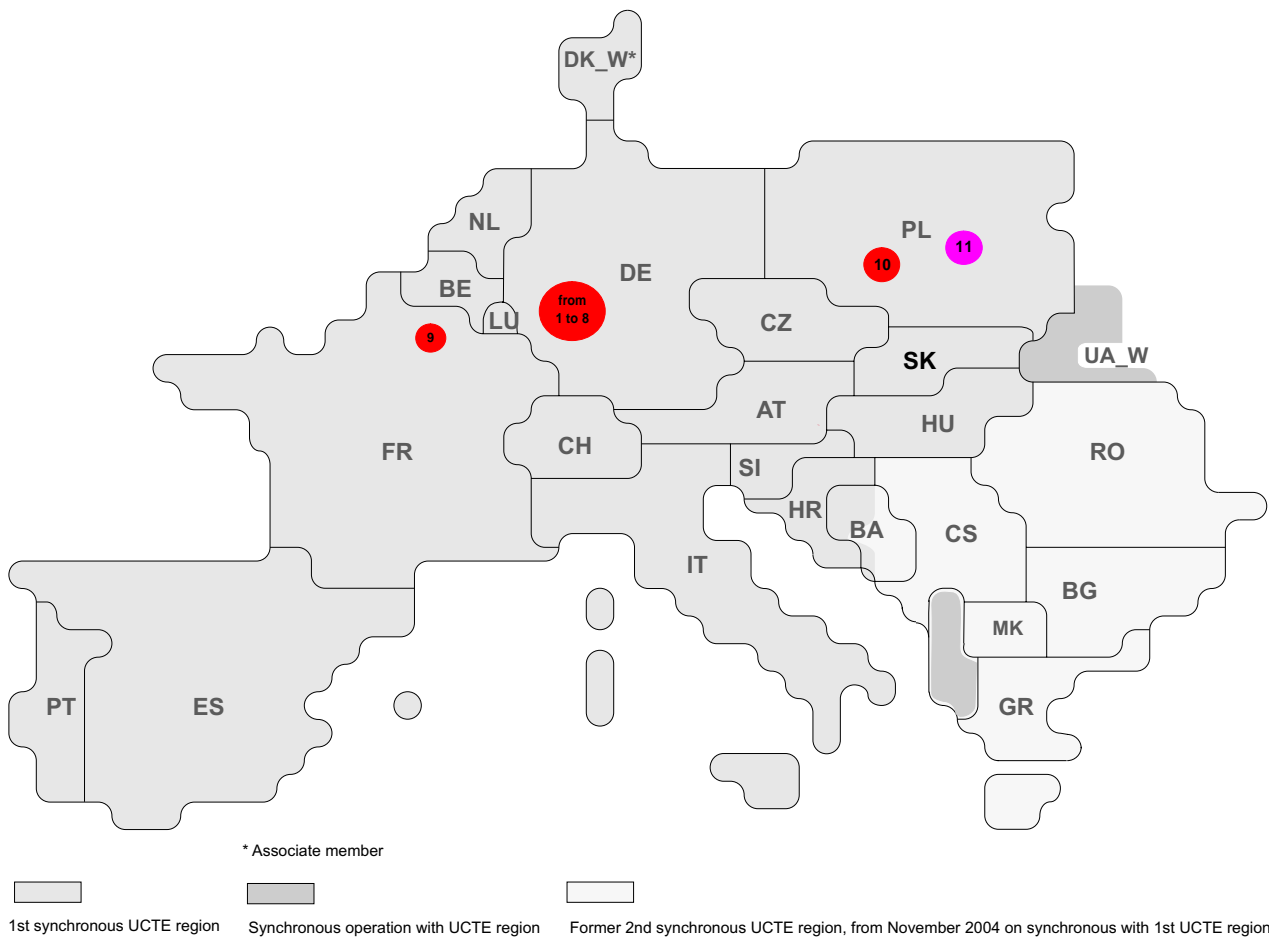 DK_W*
NL
PL
11
10
DE
BE
from
1 to 8
LU
CZ
9
SK
UA_W
AT
HU
FR
CH
RO
SI
HR
BA
CS
IT
BG
MK
PT
ES
GR
* Associate member
1st synchronous UCTE region
Synchronous operation with UCTE region
Former 2nd synchronous UCTE region, from November 2004 on synchronous with 1st UCTE region